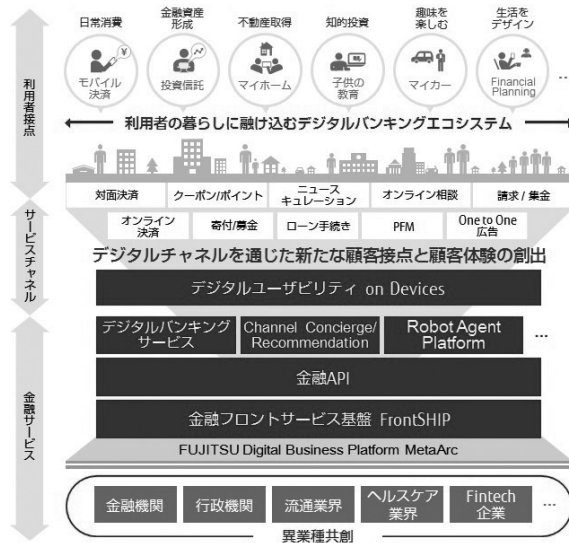 日常消費
金融資産
形成
不動産取得
知的投資
趣味を
楽しむ
生活を
デザイン
モバイル
決済
投資信託
マイホーム
子供の
教育
マイカー
Financial
Planning
…
利用者接点
利用者の暮らしに融け込むデジタルバンキングエコシステム
対面決済
クーポン/ポイント
ニュース
キュレーション
オンライン相談
請求 / 集金
サービスチャネル
オンライン
決済
寄付/募金
ローン手続き
PFM
One to One
広告
デジタルチャネルを通じた新たな顧客接点と顧客体験の創出
デジタルユーザビリティ on Devices
デジタルバンキング
サービス
Channel Concierge/
Recommendation
Robot Agent
Platform
…
金融サービス
金融API
金融フロントサービス基盤 FrontSHIP
FUJITSU Digital Business Platform MetaArc
金融機関
行政機関
流通業界
ヘルスケア
業界
Fintech
企業
…
異業種共創